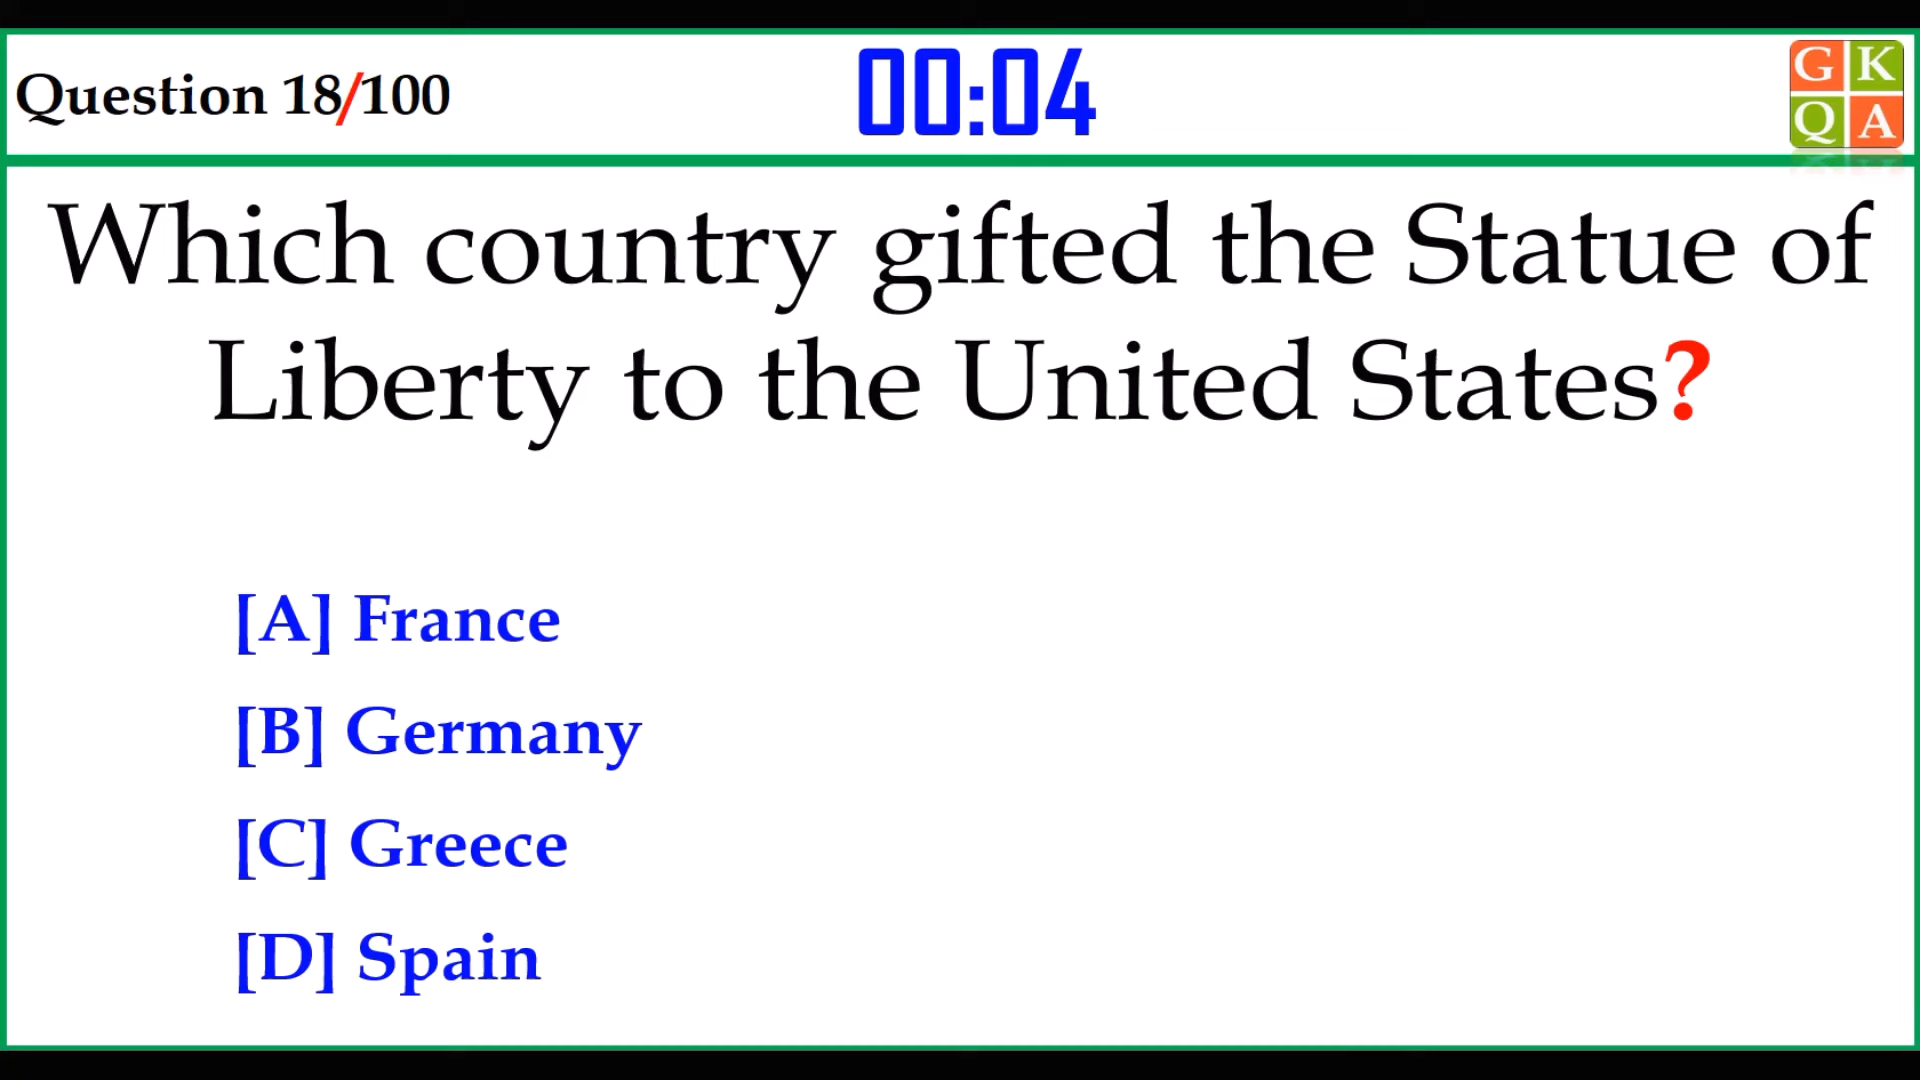 Question 18/100
00:04
G K
Q A
Which country gifted the Statue of
Liberty to the United States?
[A] France
[B] Germany
[C] Greece
[D] Spain